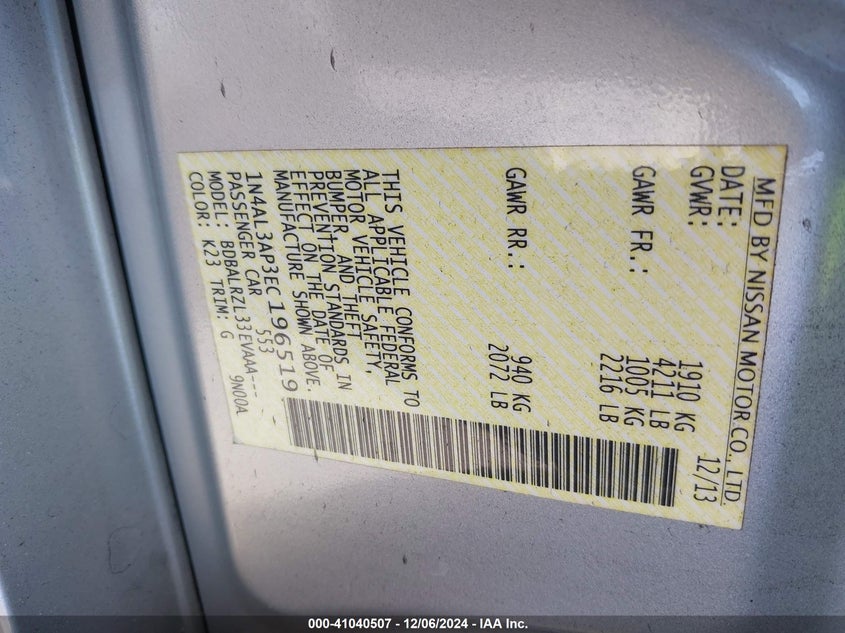 MFD BY NISSAN MOTOR CO., LTD.
DATE: 12/13
GVWR: 1910 KG
4211 LB
GAWR FR.: 1005 KG
2216 LB
GAWR RR.: 940 KG
2072 LB
THIS VEHICLE CONFORMS TO
ALL APPLICABLE FEDERAL
MOTOR VEHICLE SAFETY,
BUMPER, AND THEFT
PREVENTION STANDARDS IN
EFFECT ON THE DATE OF
MANUFACTURE SHOWN ABOVE.
1N4AL3AP3EC196519
PASSENGER CAR 553
MODEL: BDBALRZL33EVAAA---
COLOR: K23 TRIM: G 9N00A
000-41040507 - 12/06/2024 - IAA Inc.